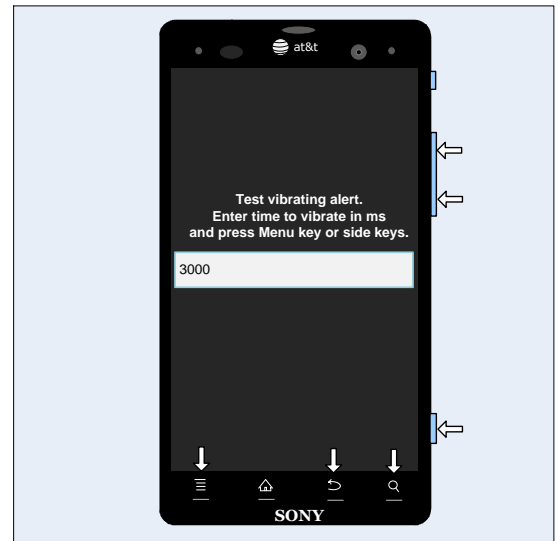 at&t
Test vibrating alert.
Enter time to vibrate in ms
and press Menu key or side keys.
3000
SONY